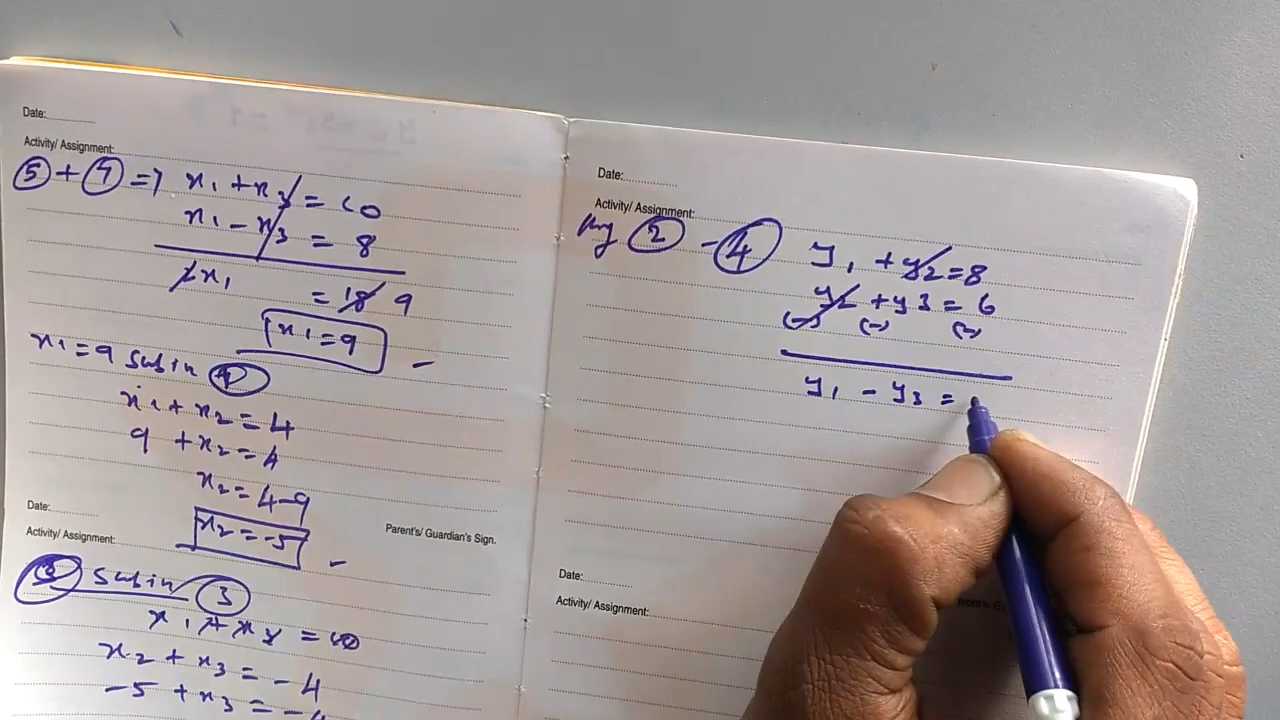 Date:
Activity/ Assignment:
⑤ + ⑦ => x₁ + x₃ = 10
x₁ - x₃ = 8
2x₁ = 18 9
x₁ = 9
x₁ = 9 sub in ①
x₁ + x₂ = 4
9 + x₂ = 4
x₂ = 4-9
x₂ = -5
Date:
Parent's/ Guardian's Sign.
Activity/ Assignment:
sub in ③
x₂ + x₃ = -4
-5 + x₃ = -4
Date:
Activity/ Assignment:
② - ④ y₁ + y₂ = 8
y₂ + y₃ = 6
(-) (-) (-)
y₁ - y₃ =
Date:
Activity/ Assignment: